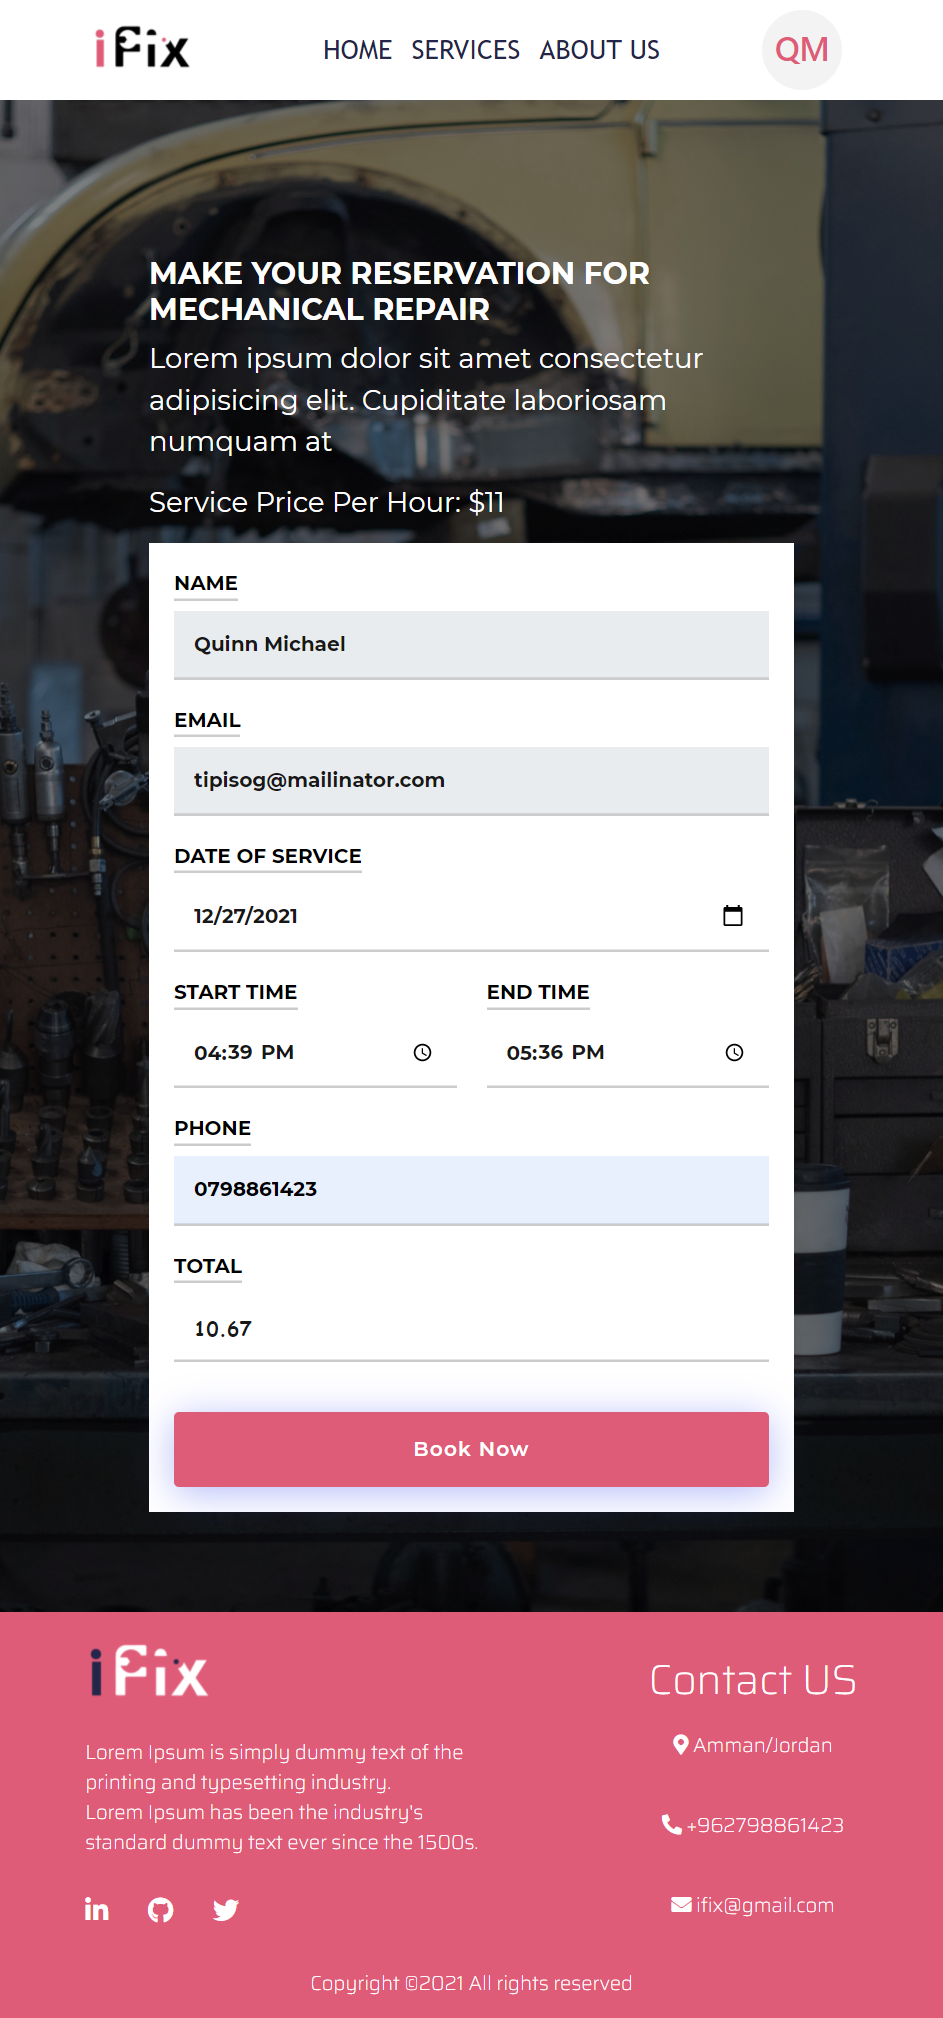 iFix
HOME SERVICES ABOUT US
QM
MAKE YOUR RESERVATION FOR
MECHANICAL REPAIR
Lorem ipsum dolor sit amet consectetur
adipisicing elit. Cupiditate laboriosam
numquam at
Service Price Per Hour: $11
NAME
Quinn Michael
EMAIL
tipisog@mailinator.com
DATE OF SERVICE
12/27/2021
START TIME
04:39 PM
END TIME
05:36 PM
PHONE
0798861423
TOTAL
10.67
Book Now
iFix
Lorem Ipsum is simply dummy text of the
printing and typesetting industry.
Lorem Ipsum has been the industry's
standard dummy text ever since the 1500s.
Contact US
Amman/Jordan
+962798861423
ifix@gmail.com
Copyright ©2021 All rights reserved